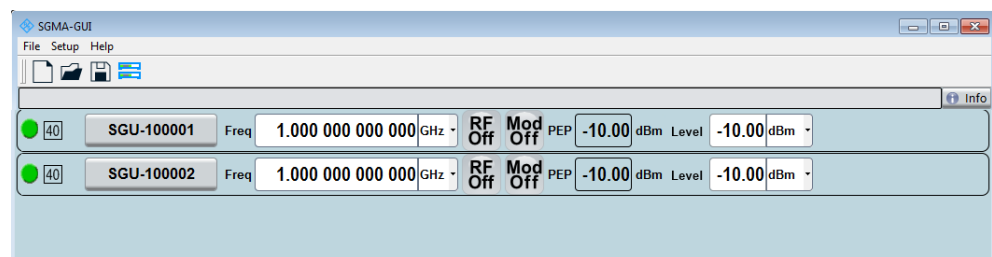 SGMA-GUI
File Setup Help
Info
40 SGU-100001 Freq 1.000 000 000 000 GHz RF Off Mod Off PEP -10.00 dBm Level -10.00 dBm
40 SGU-100002 Freq 1.000 000 000 000 GHz RF Off Mod Off PEP -10.00 dBm Level -10.00 dBm